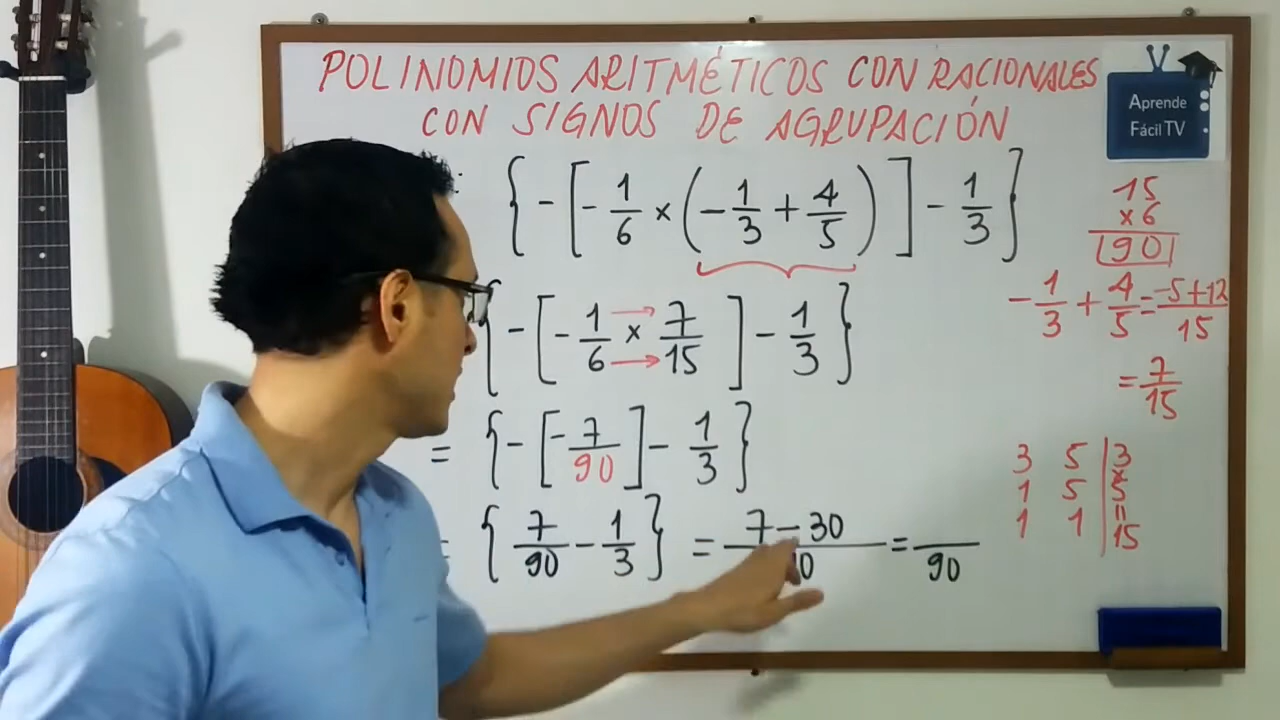 POLINOMIOS ARITMÉTICOS CON RACIONALES
CON SIGNOS DE AGRUPACIÓN
Aprende
Fácil TV
: { - [ - 1/6 × ( - 1/3 + 4/5 ) ] - 1/3 }
{ - [ - 1/6 × 7/15 ] - 1/3 }
= { - [ - 7/90 ] - 1/3 }
= { 7/90 - 1/3 } = 7 - 30 / 90 = /90
15
×6
90
- 1/3 + 4/5 = -5+12/15
= 7/15
3 5 | 3
×
1 5 | 5
=
1 1 | 15